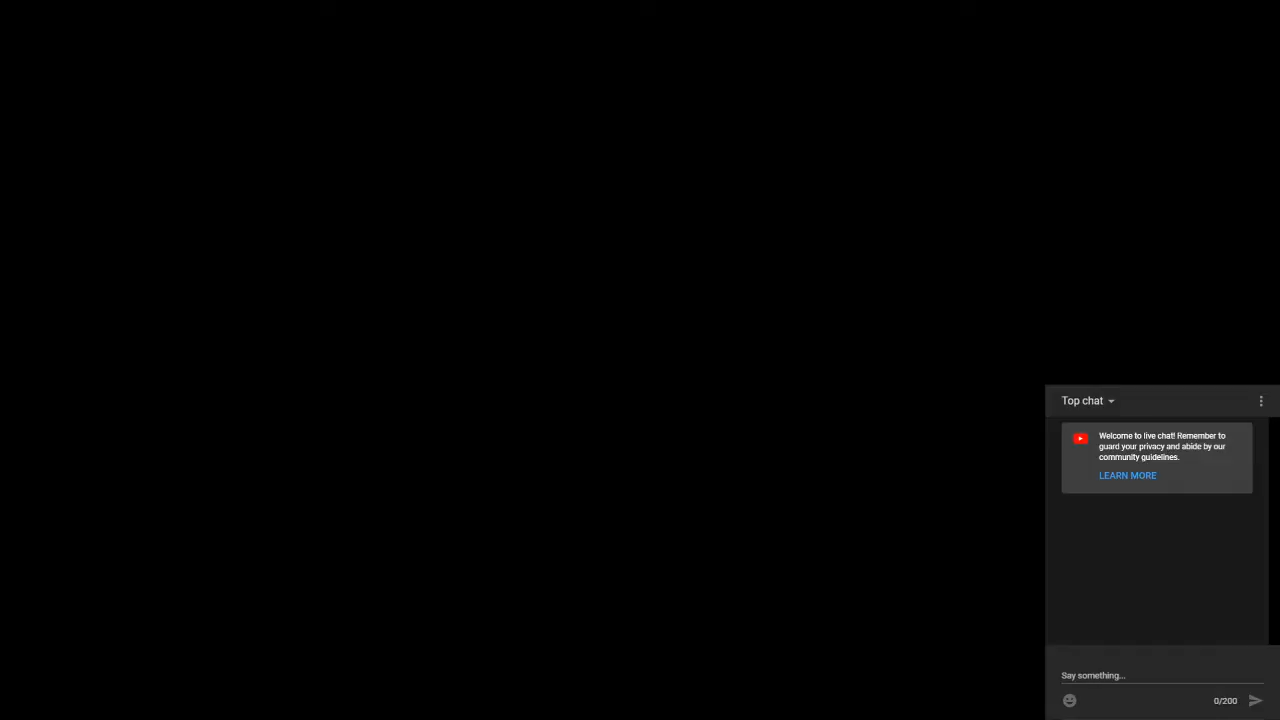 Top chat
Welcome to live chat! Remember to
guard your privacy and abide by our
community guidelines.
LEARN MORE
Say something...
0/200